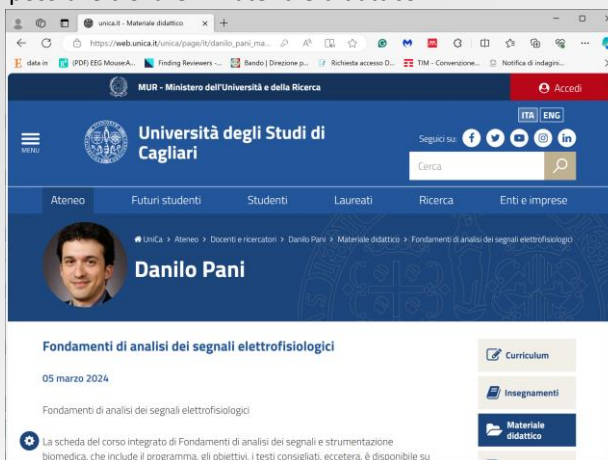 unica.it - Materiale didattico
https://web.unica.it/unica/page/it/danilo_pani_ma...
data in
(PDF) EEG MouseA...
Finding Reviewers -...
Bando | Direzione p...
Richiesta accesso D...
TIM - Convenzione...
Notifica di indagini...
MUR - Ministero dell'Università e della Ricerca
Accedi
ITA ENG
MENU
Università degli Studi di
Cagliari
Seguici su:
Cerca
Ateneo Futuri studenti Studenti Laureati Ricerca Enti e imprese
UniCa > Ateneo > Docenti e ricercatori > Danilo Pani > Materiale didattico > Fondamenti di analisi dei segnali elettrofisiologici
Danilo Pani
Fondamenti di analisi dei segnali elettrofisiologici
05 marzo 2024
Fondamenti di analisi dei segnali elettrofisiologici
La scheda del corso integrato di Fondamenti di analisi dei segnali e strumentazione
biomedica, che include il programma, gli obiettivi, i testi consigliati, eccetera, è disponibile su
Curriculum
Insegnamenti
Materiale
didattico